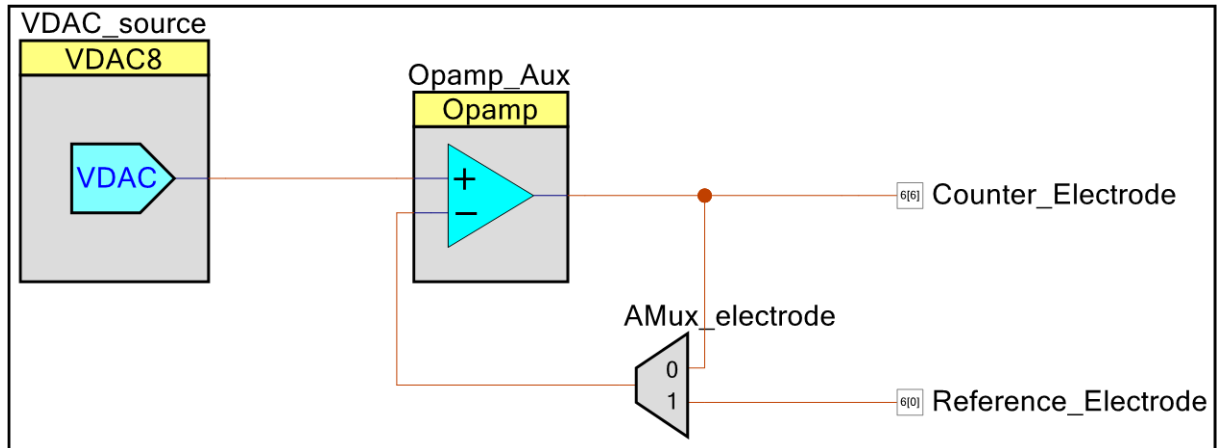 VDAC_source
VDAC8
VDAC
Opamp_Aux
Opamp
+
−
6[6] Counter_Electrode
AMux_electrode
0
1
6[0] Reference_Electrode